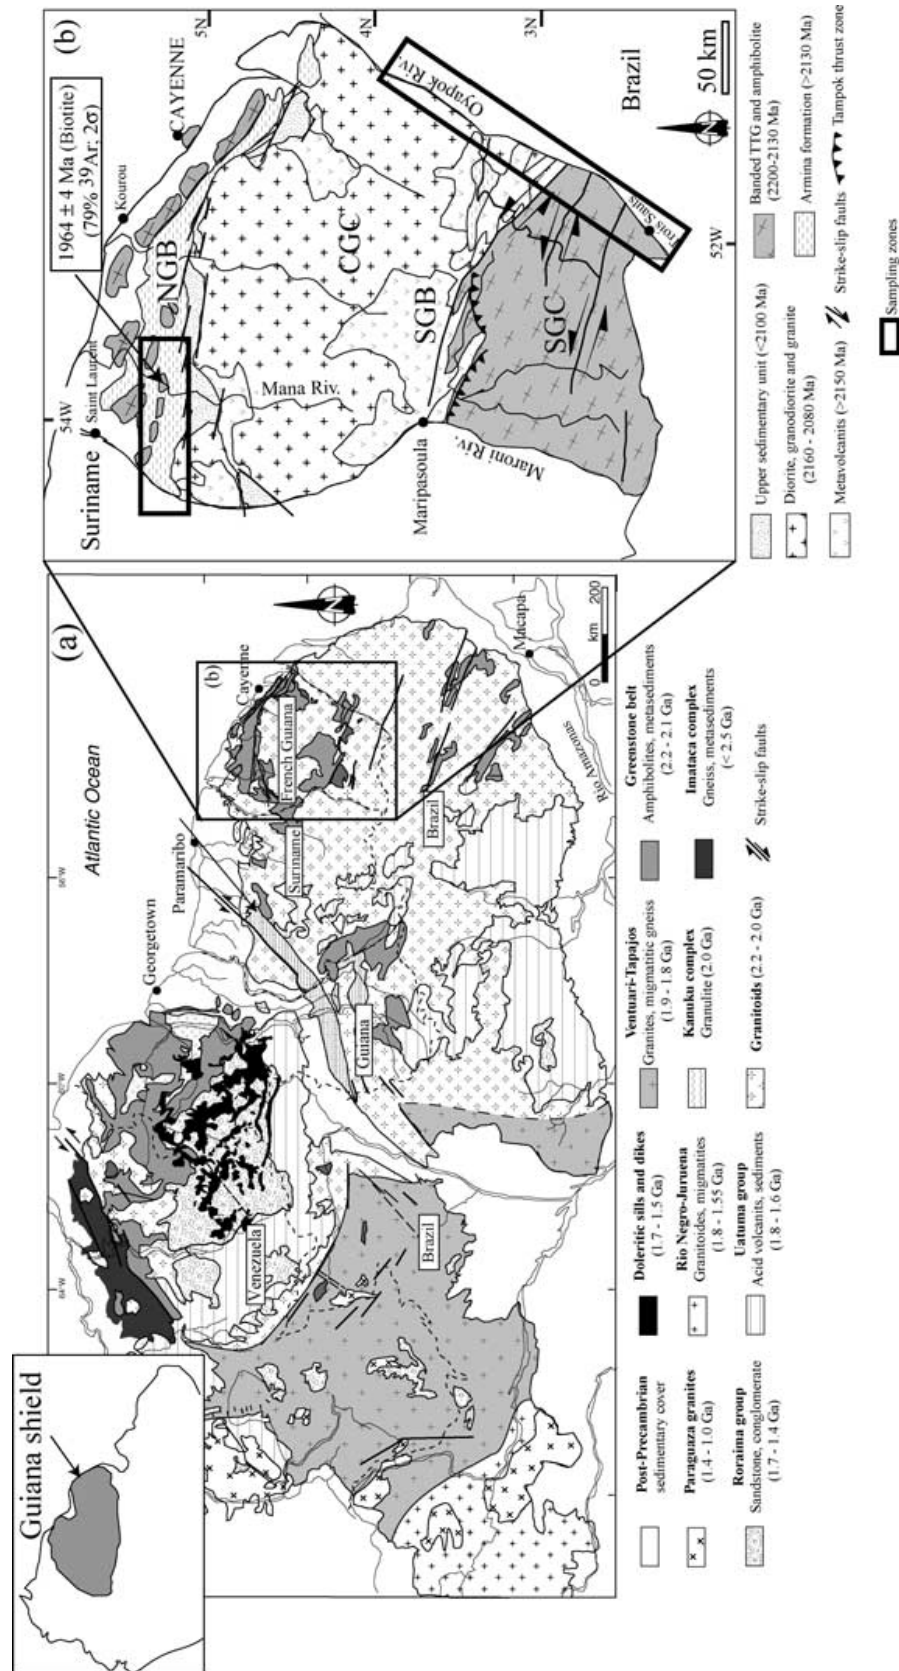 Guiana shield
(a)
Atlantic Ocean
Georgetown
Paramaribo
Cayenne
(b)
French Guiana
Suriname
Guiana
Venezuela
Brazil
Brazil
Macapa
Rio Amazonas
0 km 200
N
Post-Precambrian
sedimentary cover
Paraguaza granites
(1.4 - 1.0 Ga)
Roraima group
Sandstone, conglomerate
(1.7 - 1.4 Ga)
Doleritic sills and dikes
(1.7 - 1.5 Ga)
Rio Negro-Juruena
Granitoides, migmatites
(1.8 - 1.55 Ga)
Uatuma group
Acid volcanits, sediments
(1.8 - 1.6 Ga)
Ventuari-Tapajos
Granites, migmatitic gneiss
(1.9 - 1.8 Ga)
Kanuku complex
Granulite (2.0 Ga)
Granitoids (2.2 - 2.0 Ga)
Greenstone belt
Amphibolites, metasediments
(2.2 - 2.1 Ga)
Imataca complex
Gneiss, metasediments
(< 2.5 Ga)
Strike-slip faults
(b)
1964 ± 4 Ma (Biotite)
(79% 39Ar; 2σ)
Suriname
54W
Saint Laurent
Kourou
CAYENNE
5N
4N
3N
52W
NGB
CGC
SGB
SGC
Mana Riv.
Maripasoula
Maroni Riv.
Oyapok Riv.
Trois Sauts
Brazil
N
50 km
Upper sedimentary unit (<2100 Ma)
Diorite, granodiorite and granite
(2160 - 2080 Ma)
Metavolcanits (>2150 Ma)
Banded TTG and amphibolite
(2200-2130 Ma)
Armina formation (>2130 Ma)
Strike-slip faults
Tampok thrust zone
Sampling zones